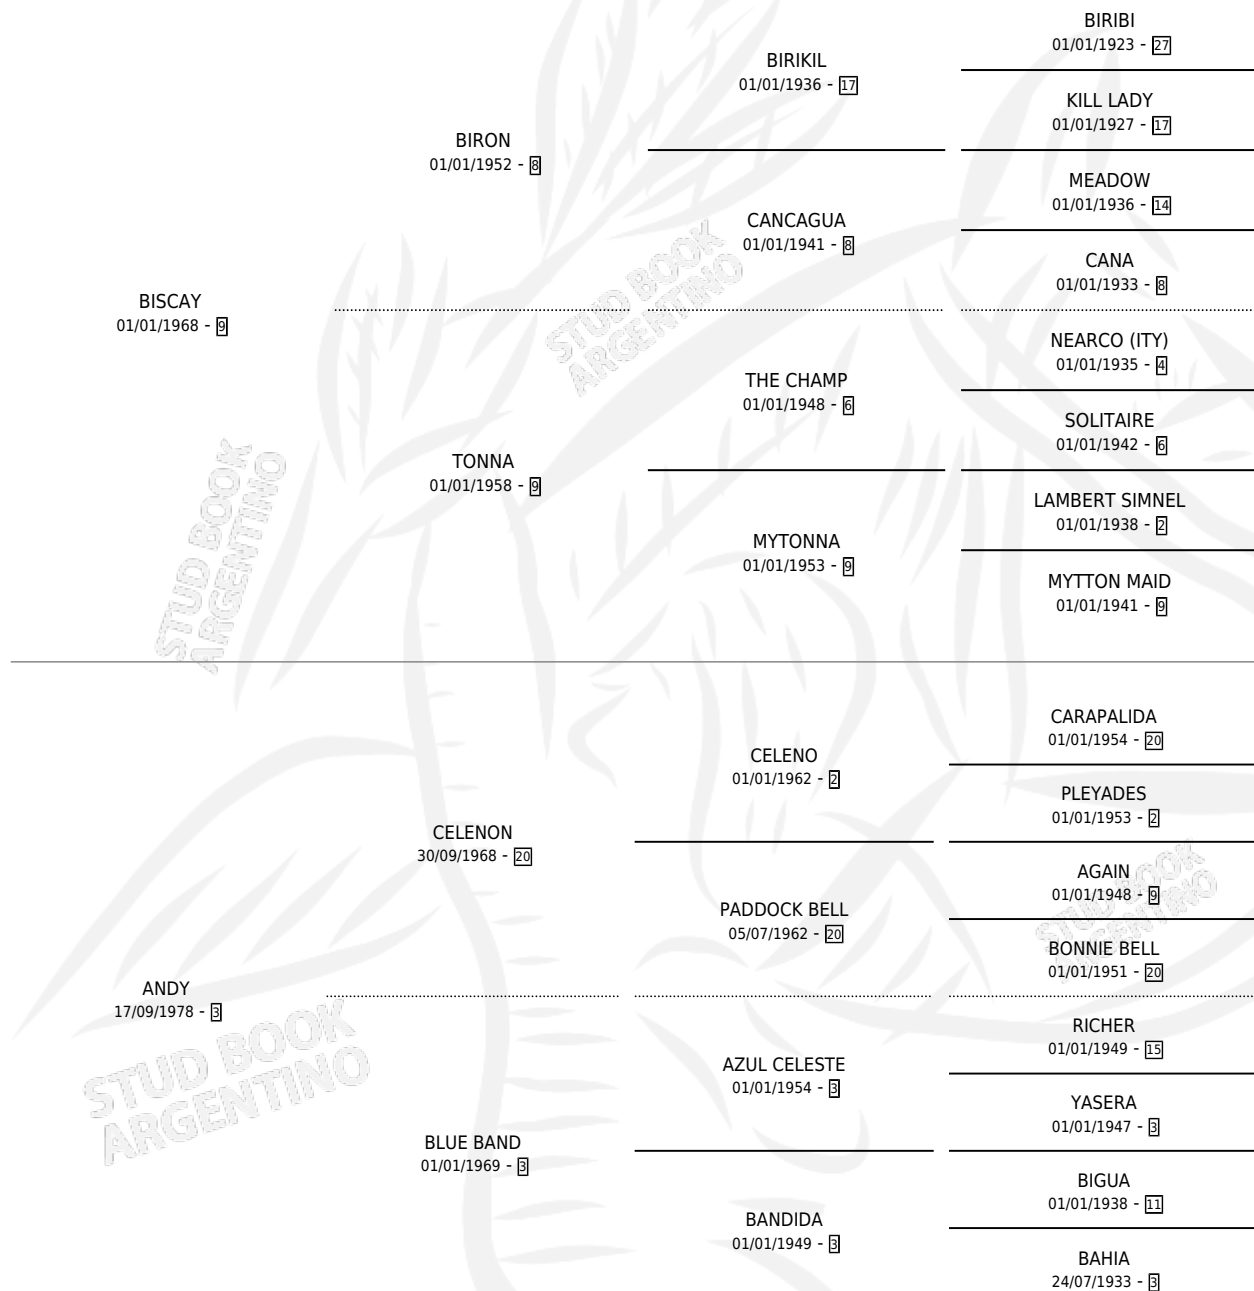 BIRIBI
01/01/1923 - 27
BIRIKIL
01/01/1936 - 17
KILL LADY
01/01/1927 - 17
BIRON
01/01/1952 - 8
MEADOW
01/01/1936 - 14
CANCAGUA
01/01/1941 - 8
CANA
01/01/1933 - 8
BISCAY
01/01/1968 - 9
NEARCO (ITY)
01/01/1935 - 4
THE CHAMP
01/01/1948 - 6
SOLITAIRE
01/01/1942 - 6
TONNA
01/01/1958 - 9
LAMBERT SIMNEL
01/01/1938 - 2
MYTONNA
01/01/1953 - 9
MYTTON MAID
01/01/1941 - 9
CARAPALIDA
01/01/1954 - 20
CELENO
01/01/1962 - 2
PLEYADES
01/01/1953 - 2
CELENON
30/09/1968 - 20
AGAIN
01/01/1948 - 9
PADDOCK BELL
05/07/1962 - 20
BONNIE BELL
01/01/1951 - 20
ANDY
17/09/1978 - 3
RICHER
01/01/1949 - 15
AZUL CELESTE
01/01/1954 - 3
YASERA
01/01/1947 - 3
BLUE BAND
01/01/1969 - 3
BIGUA
01/01/1938 - 11
BANDIDA
01/01/1949 - 3
BAHIA
24/07/1933 - 3
STUD BOOK
ARGENTINO
STUD BOOK
ARGENTINO
STUD BOOK
ARGENTINO
STUD BOOK
ARGENTINO